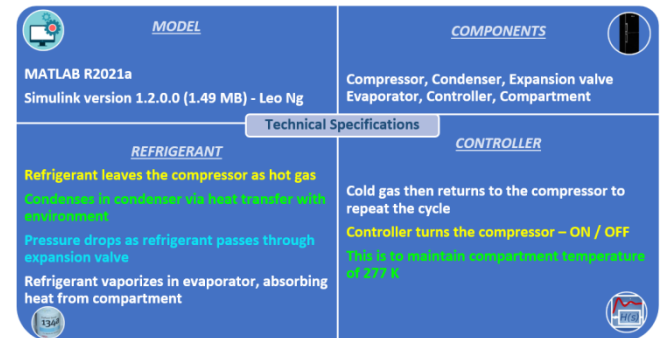 MODEL
MATLAB R2021a
Simulink version 1.2.0.0 (1.49 MB) - Leo Ng
COMPONENTS
Compressor, Condenser, Expansion valve
Evaporator, Controller, Compartment
Technical Specifications
REFRIGERANT
Refrigerant leaves the compressor as hot gas
Condenses in condenser via heat transfer with
environment
Pressure drops as refrigerant passes through
expansion valve
Refrigerant vaporizes in evaporator, absorbing
heat from compartment
134
CONTROLLER
Cold gas then returns to the compressor to
repeat the cycle
Controller turns the compressor – ON / OFF
This is to maintain compartment temperature
of 277 K
H(s)